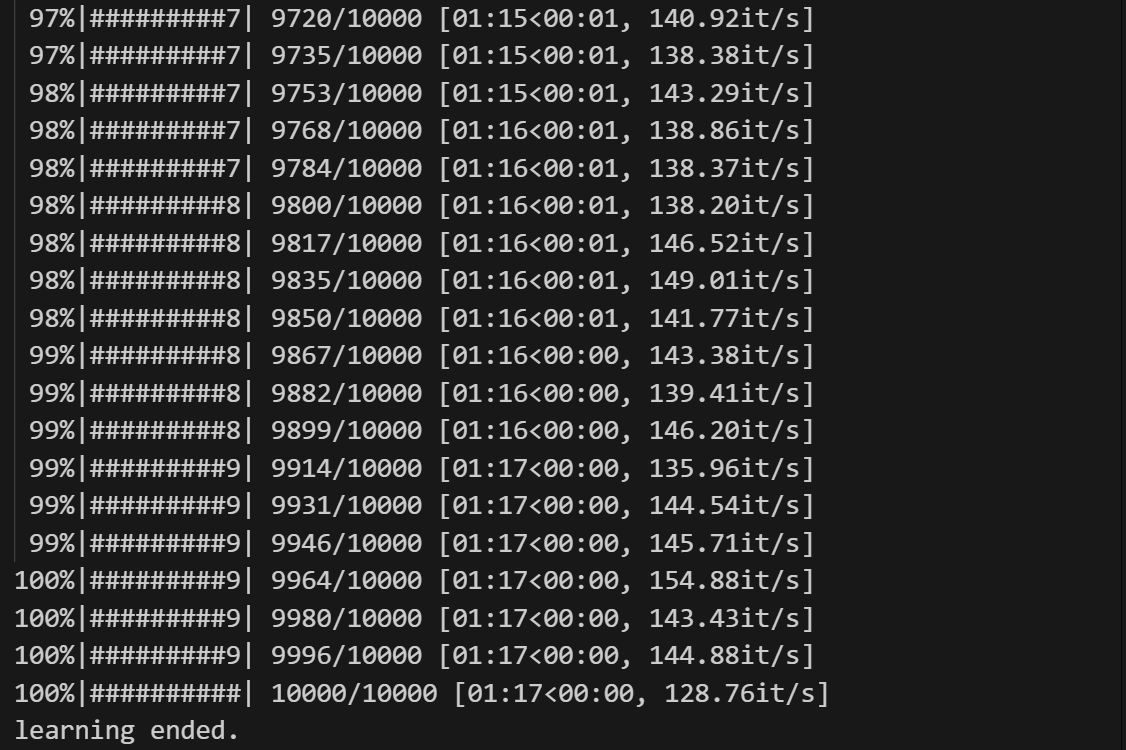 97%|#########7| 9720/10000 [01:15<00:01, 140.92it/s]
97%|#########7| 9735/10000 [01:15<00:01, 138.38it/s]
98%|#########7| 9753/10000 [01:15<00:01, 143.29it/s]
98%|#########7| 9768/10000 [01:16<00:01, 138.86it/s]
98%|#########7| 9784/10000 [01:16<00:01, 138.37it/s]
98%|#########8| 9800/10000 [01:16<00:01, 138.20it/s]
98%|#########8| 9817/10000 [01:16<00:01, 146.52it/s]
98%|#########8| 9835/10000 [01:16<00:01, 149.01it/s]
98%|#########8| 9850/10000 [01:16<00:01, 141.77it/s]
99%|#########8| 9867/10000 [01:16<00:00, 143.38it/s]
99%|#########8| 9882/10000 [01:16<00:00, 139.41it/s]
99%|#########8| 9899/10000 [01:16<00:00, 146.20it/s]
99%|#########9| 9914/10000 [01:17<00:00, 135.96it/s]
99%|#########9| 9931/10000 [01:17<00:00, 144.54it/s]
99%|#########9| 9946/10000 [01:17<00:00, 145.71it/s]
100%|#########9| 9964/10000 [01:17<00:00, 154.88it/s]
100%|#########9| 9980/10000 [01:17<00:00, 143.43it/s]
100%|#########9| 9996/10000 [01:17<00:00, 144.88it/s]
100%|##########| 10000/10000 [01:17<00:00, 128.76it/s]
learning ended.